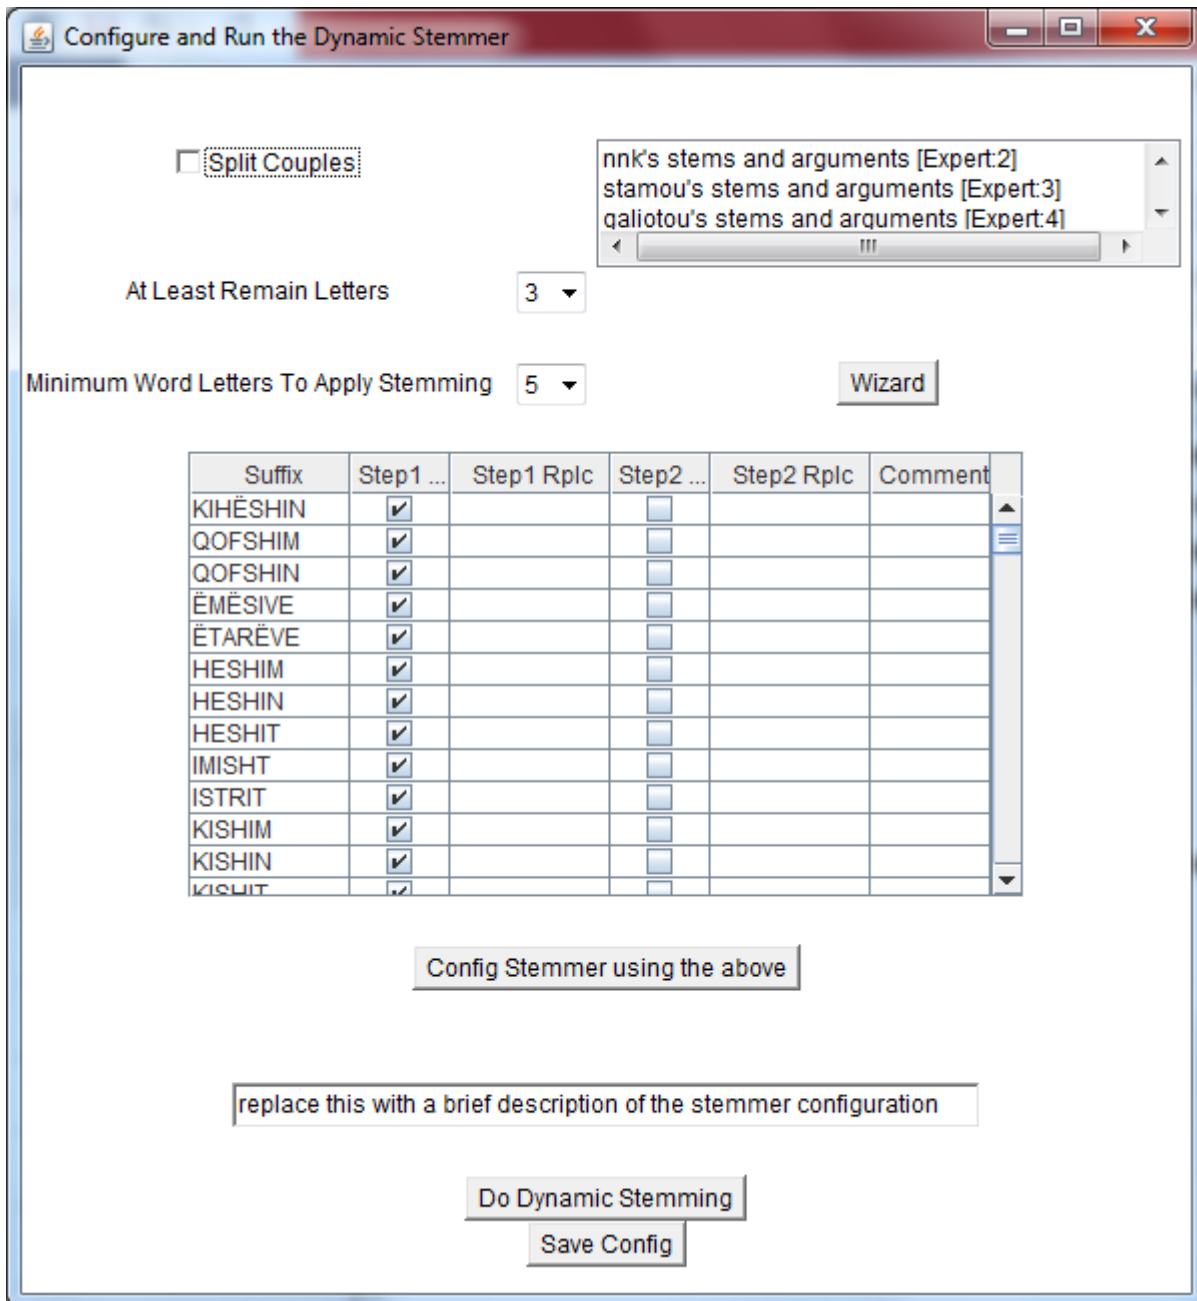 Configure and Run the Dynamic Stemmer
Split Couples
nnk's stems and arguments [Expert:2]
stamou's stems and arguments [Expert:3]
galiotou's stems and arguments [Expert:4]
At Least Remain Letters 3
Minimum Word Letters To Apply Stemming 5 Wizard
Suffix Step1 ... Step1 Rplc Step2 ... Step2 Rplc Comment
KIHËSHIN
QOFSHIM
QOFSHIN
ËMËSIVE
ËTARËVE
HESHIM
HESHIN
HESHIT
IMISHT
ISTRIT
KISHIM
KISHIN
KISHIT
Config Stemmer using the above
replace this with a brief description of the stemmer configuration
Do Dynamic Stemming
Save Config